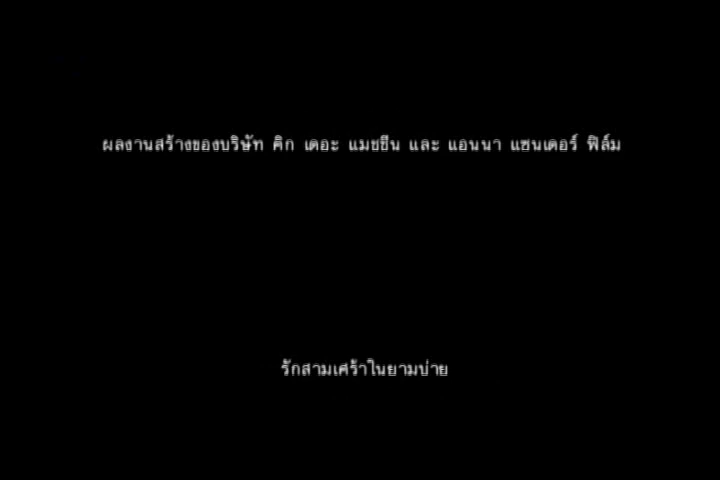 ผลงานสร้างของบริษัท คิก เดอะ แมชชีน และ แอนนา แซนเดอร์ ฟิล์ม
รักสามเศร้าในยามบ่าย